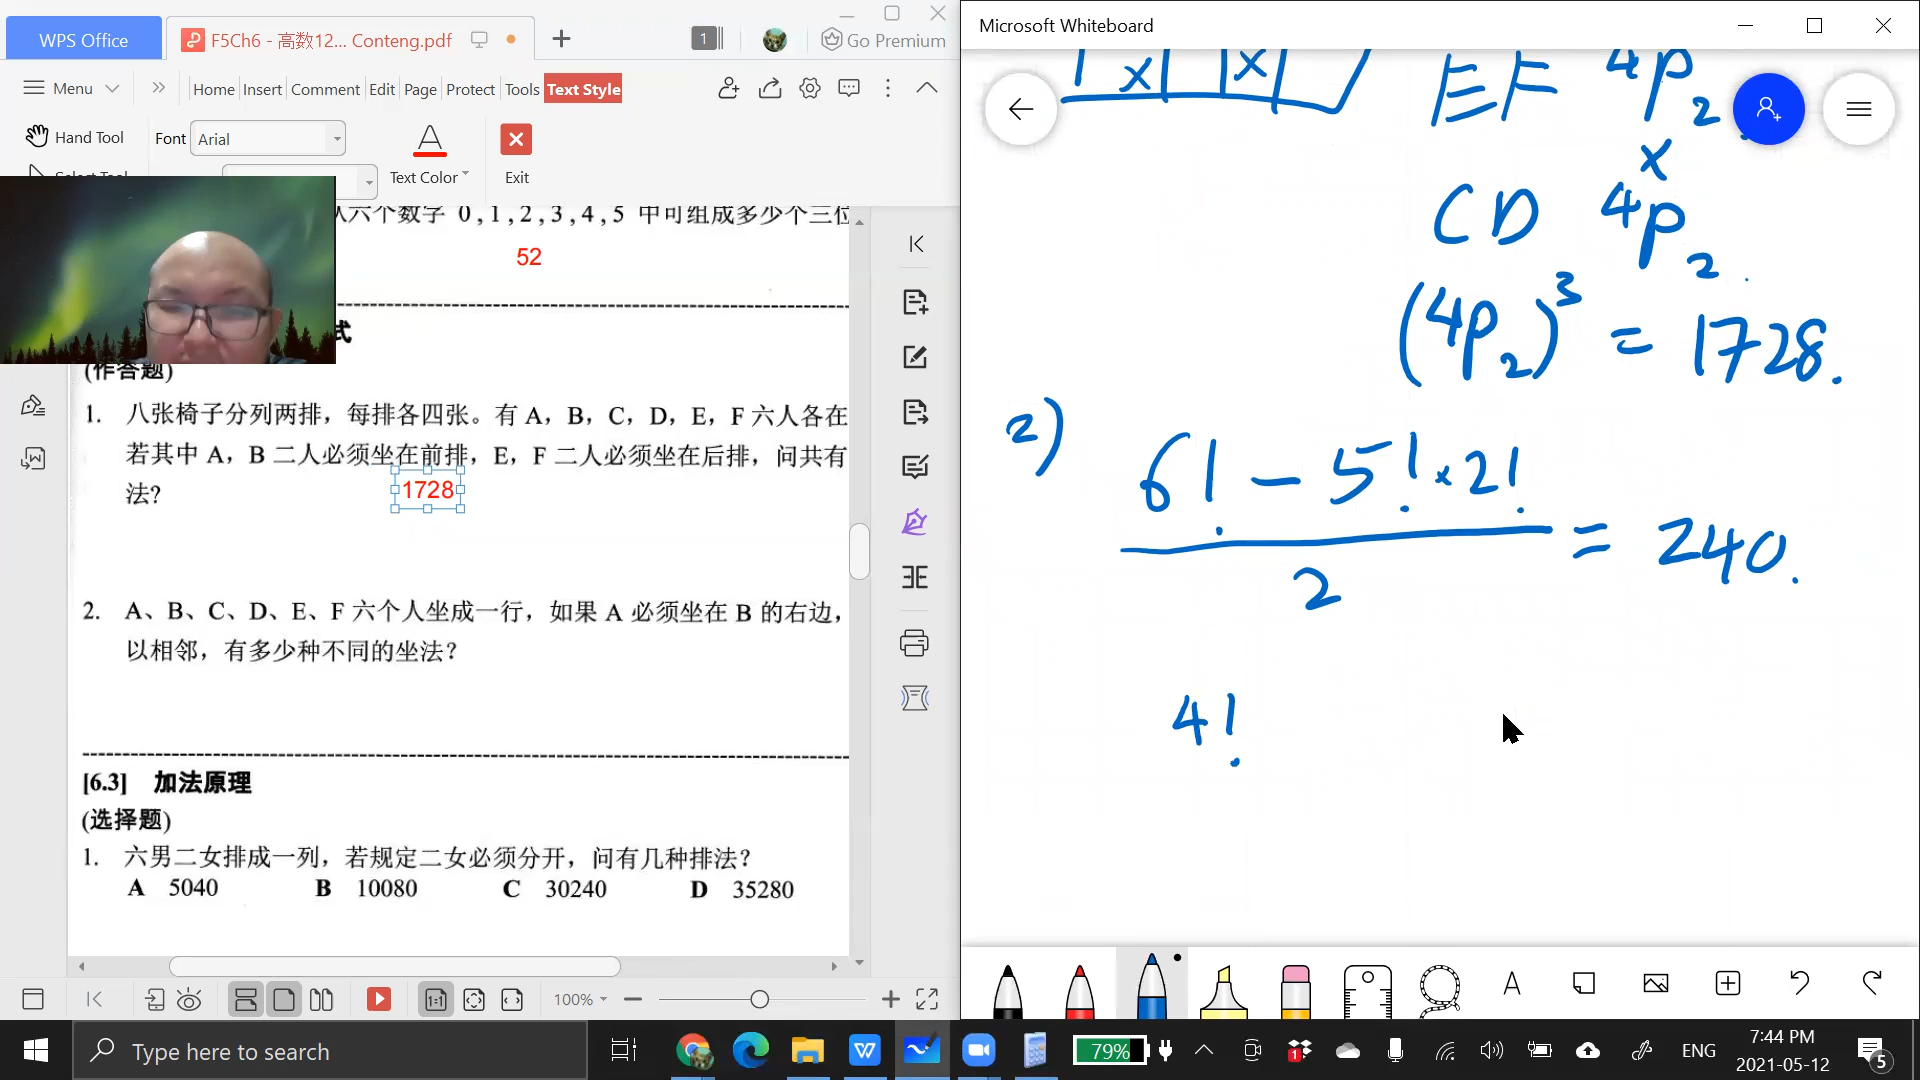 WPS Office
F5Ch6 - 高数12... Conteng.pdf
1
Go Premium
Menu
Home Insert Comment Edit Page Protect Tools Text Style
Hand Tool
Font Arial
Text Color
Exit
六个数字 0,1,2,3,4,5 中可组成多少个三位
52
式
(作答题)
1. 八张椅子分列两排，每排各四张。有 A，B，C，D，E，F 六人各在
若其中 A，B 二人必须坐在前排，E，F 二人必须坐在后排，问共有
法？
1728
2. A、B、C、D、E、F 六个人坐成一行，如果 A 必须坐在 B 的右边，
以相邻，有多少种不同的坐法？
[6.3] 加法原理
(选择题)
1. 六男二女排成一列，若规定二女必须分开，问有几种排法？
A 5040 B 10080 C 30240 D 35280
1:1
100%
Microsoft Whiteboard
x x
EF 4P2
x
CD 4P2
(4P2)3 = 1728.
2)
6! - 5! x 2!
2
= 240.
4!
Type here to search
79%
1
ENG
7:44 PM
2021-05-12
5